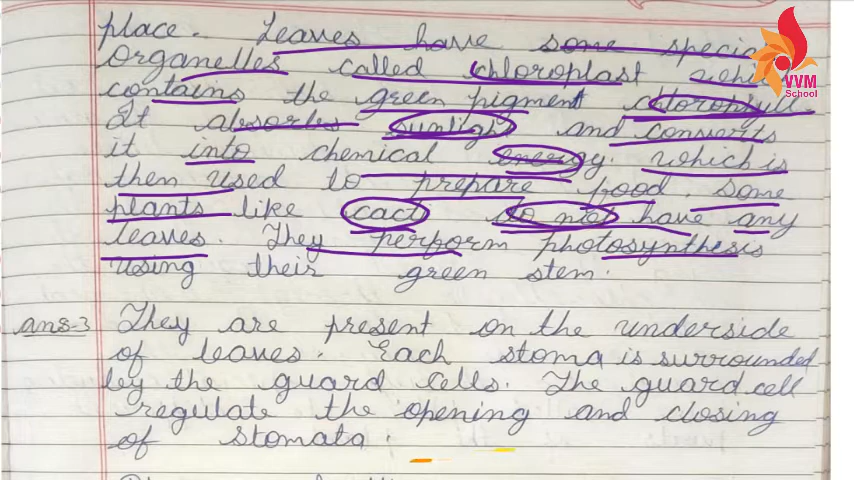 place. Leaves have some special
organelles called chloroplast which
contains the green pigment chlorophyll.
It absorbes sunlight and converts
it into chemical energy. which is
then used to prepare food. Some
plants like cacti do not have any
leaves. They perform photosynthesis
using their green stem.
ans-3 They are present on the underside
of leaves. Each stoma is surrounded
by the guard cells. The guard cell
regulate the opening and closing
of stomata.
VVM
School